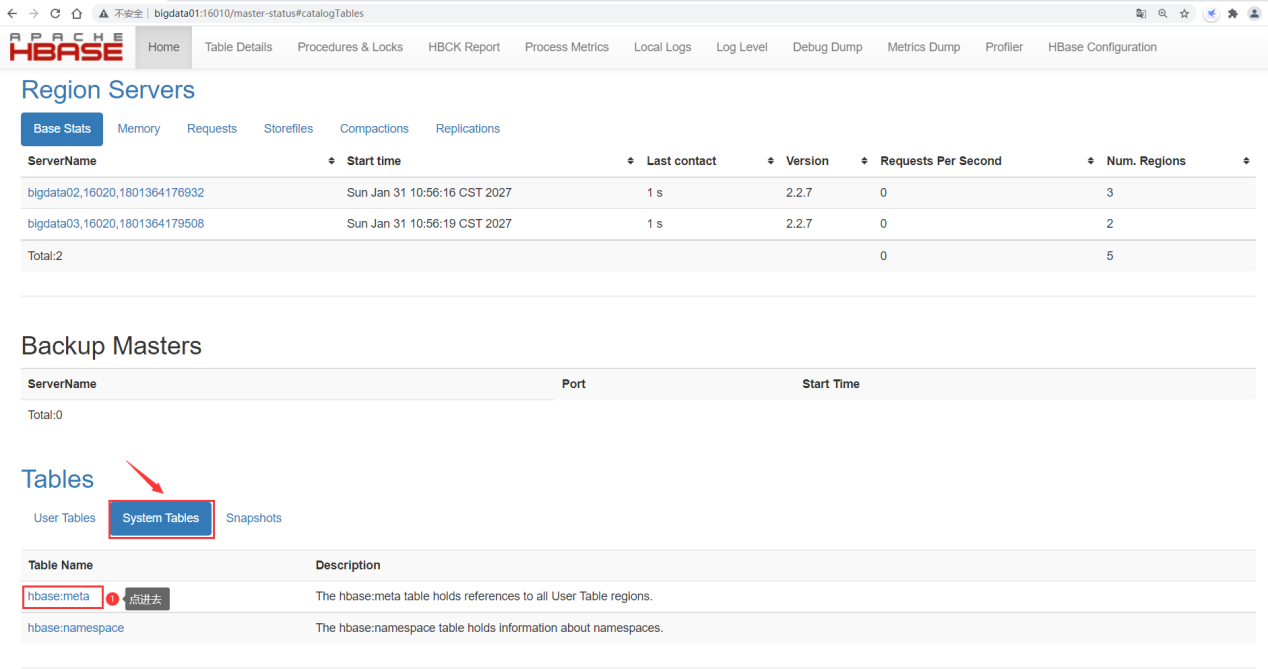 不安全 | bigdata01:16010/master-status#catalogTables
APACHE HBASE Home Table Details Procedures & Locks HBCK Report Process Metrics Local Logs Log Level Debug Dump Metrics Dump Profiler HBase Configuration
Region Servers
Base Stats Memory Requests Storefiles Compactions Replications
ServerName Start time Last contact Version Requests Per Second Num. Regions
bigdata02,16020,1801364176932 Sun Jan 31 10:56:16 CST 2027 1 s 2.2.7 0 3
bigdata03,16020,1801364179508 Sun Jan 31 10:56:19 CST 2027 1 s 2.2.7 0 2
Total:2 0 5
Backup Masters
ServerName Port Start Time
Total:0
Tables
User Tables System Tables Snapshots
Table Name Description
hbase:meta 1 点进去 The hbase:meta table holds references to all User Table regions.
hbase:namespace The hbase:namespace table holds information about namespaces.